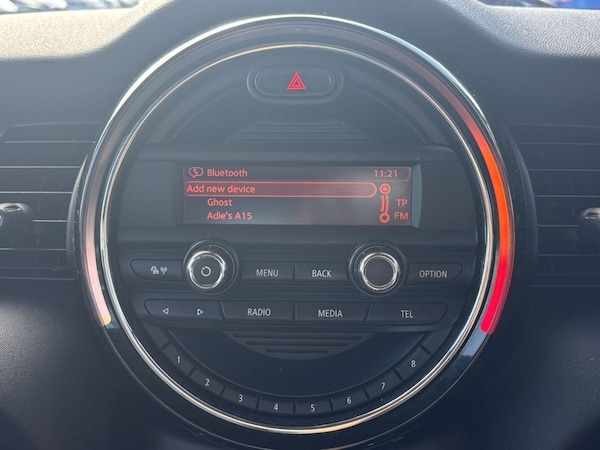 Bluetooth 11:21
Add new device
Ghost TP
Adie's A15 FM
MENU BACK OPTION
RADIO MEDIA TEL
1 2 3 4 5 6 7 8